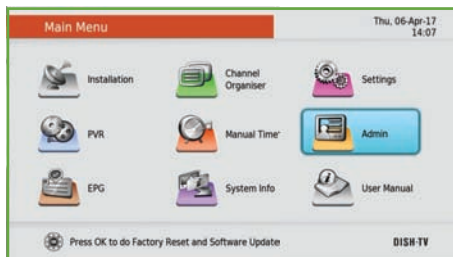 Main Menu
Thu, 06-Apr-17
14:07
Installation
Channel
Organiser
Settings
PVR
Manual Timer
Admin
EPG
System Info
User Manual
Press OK to do Factory Reset and Software Update
DISH-TV